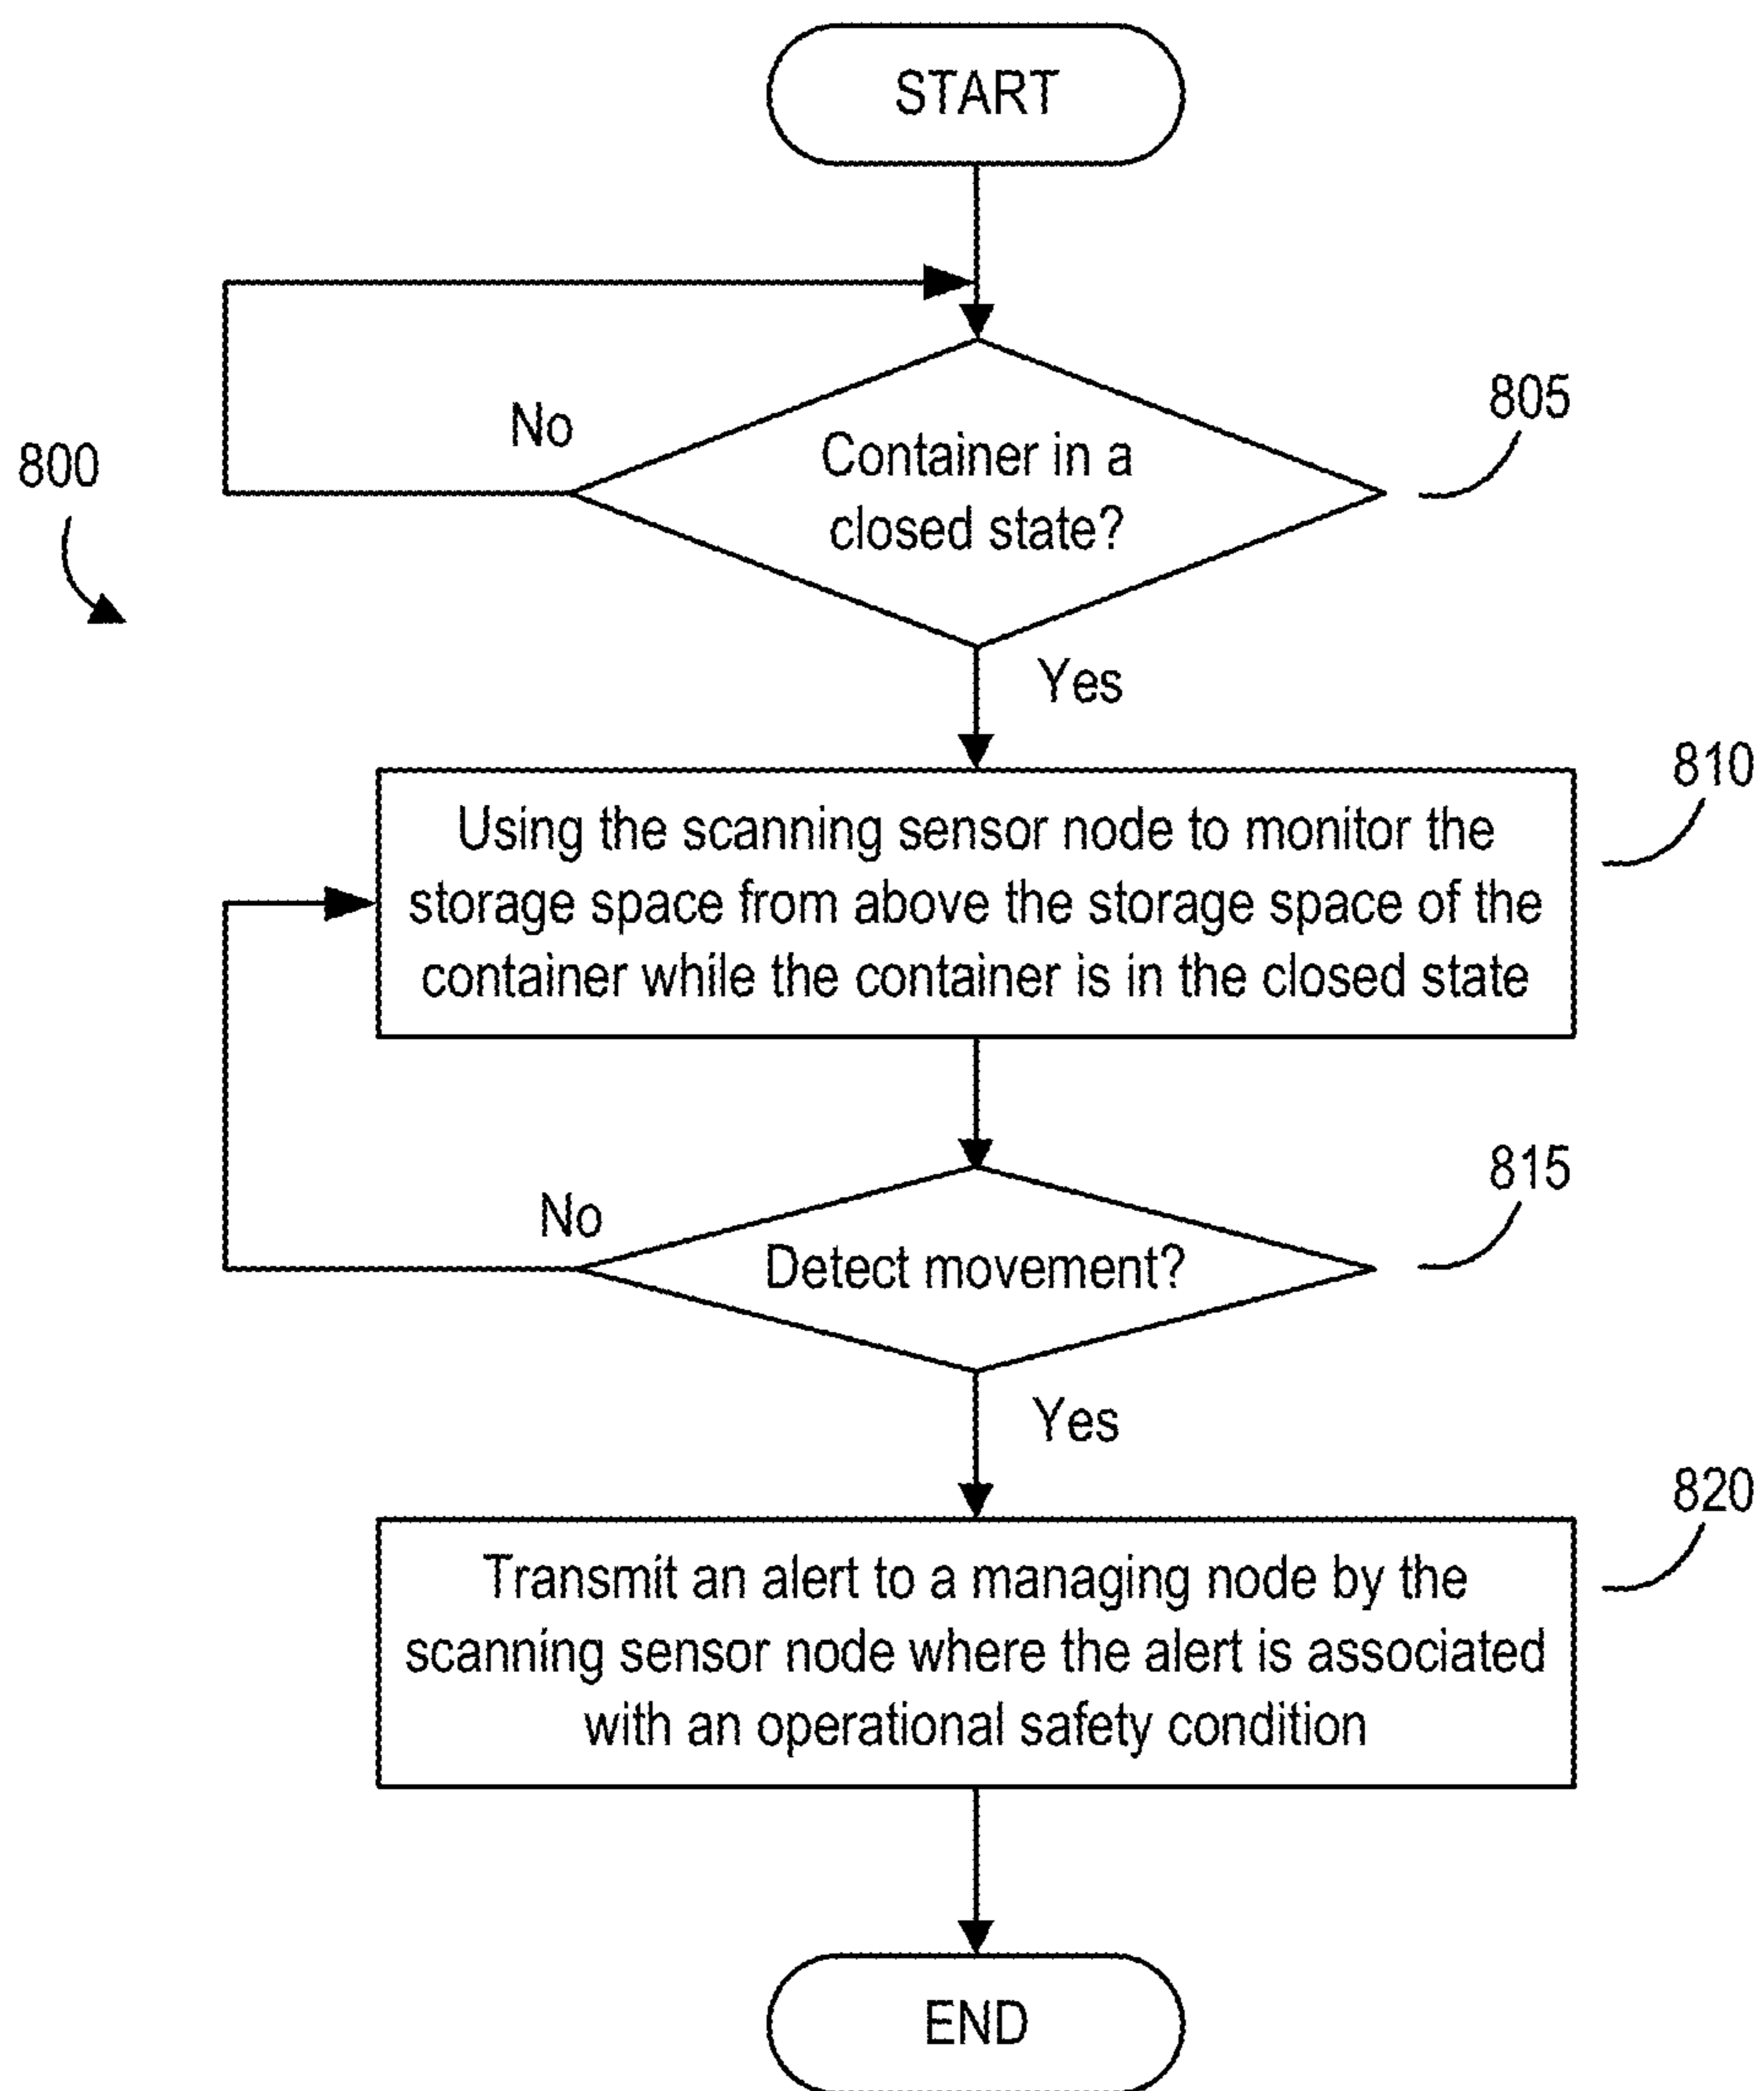 START
No
805
800
Container in a
closed state?
Yes
810
Using the scanning sensor node to monitor the
storage space from above the storage space of the
container while the container is in the closed state
815
No
Detect movement?
Yes
820
Transmit an alert to a managing node by the
scanning sensor node where the alert is associated
with an operational safety condition
END